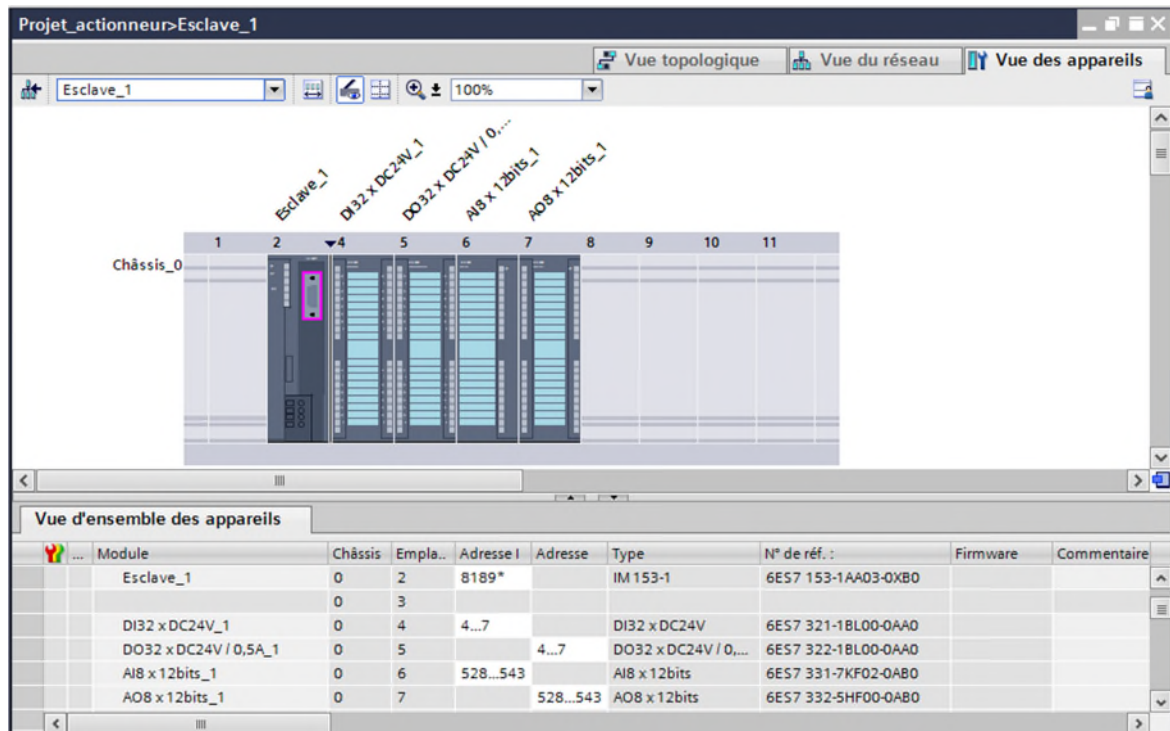 Projet_actionneur>Esclave_1
Vue topologique Vue du réseau Vue des appareils
Esclave_1 100%
Esclave_1 DI32 x DC24V_1 DO32 x DC24V / 0,... AI8 x 12bits_1 AO8 x 12bits_1
1 2 4 5 6 7 8 9 10 11
Châssis_0
Vue d'ensemble des appareils
... Module Châssis Empla.. Adresse I Adresse Type N° de réf. : Firmware Commentaire
Esclave_1 0 2 8189* IM 153-1 6ES7 153-1AA03-0XB0
0 3
DI32 x DC24V_1 0 4 4...7 DI32 x DC24V 6ES7 321-1BL00-0AA0
DO32 x DC24V / 0,5A_1 0 5 4...7 DO32 x DC24V / 0,... 6ES7 322-1BL00-0AA0
AI8 x 12bits_1 0 6 528...543 AI8 x 12bits 6ES7 331-7KF02-0AB0
AO8 x 12bits_1 0 7 528...543 AO8 x 12bits 6ES7 332-5HF00-0AB0